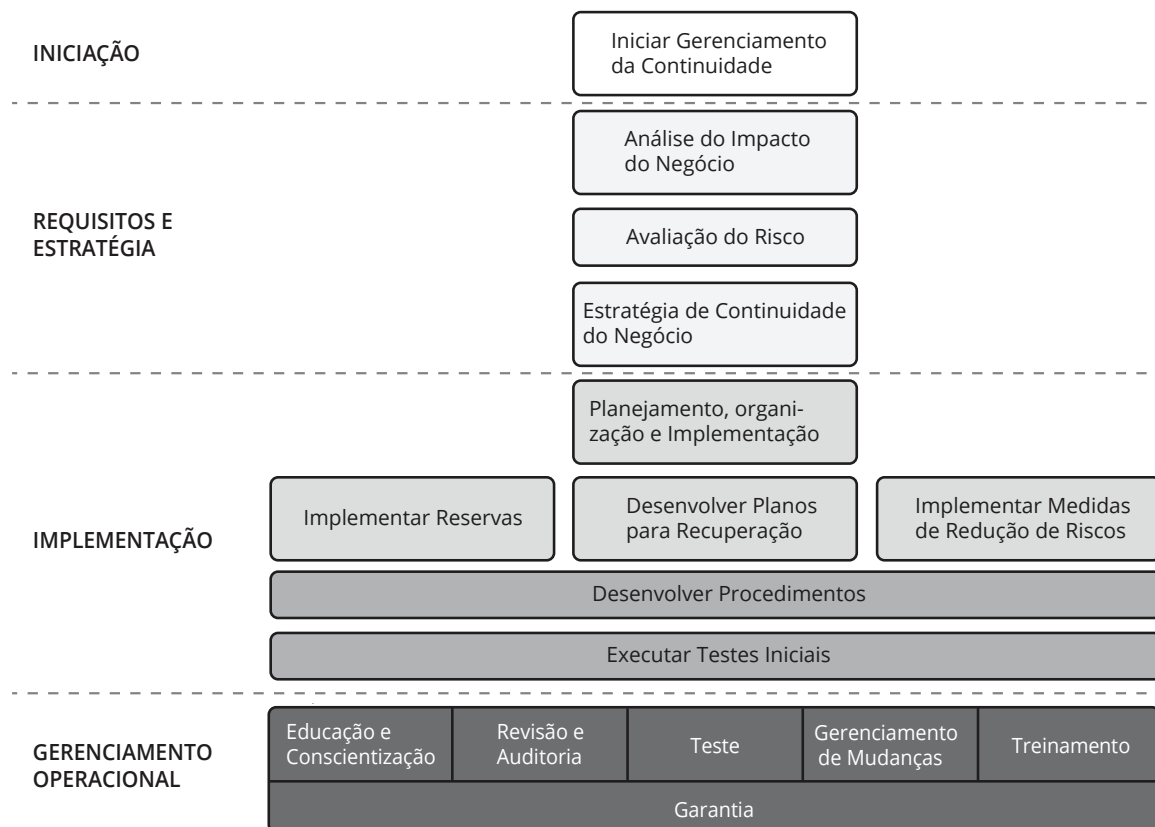 INICIAÇÃO
Iniciar Gerenciamento
da Continuidade
REQUISITOS E
ESTRATÉGIA
Análise do Impacto
do Negócio
Avaliação do Risco
Estratégia de Continuidade
do Negócio
IMPLEMENTAÇÃO
Planejamento, organi-
zação e Implementação
Implementar Reservas
Desenvolver Planos
para Recuperação
Implementar Medidas
de Redução de Riscos
Desenvolver Procedimentos
Executar Testes Iniciais
GERENCIAMENTO
OPERACIONAL
Educação e
Conscientização
Revisão e
Auditoria
Teste
Gerenciamento
de Mudanças
Treinamento
Garantia